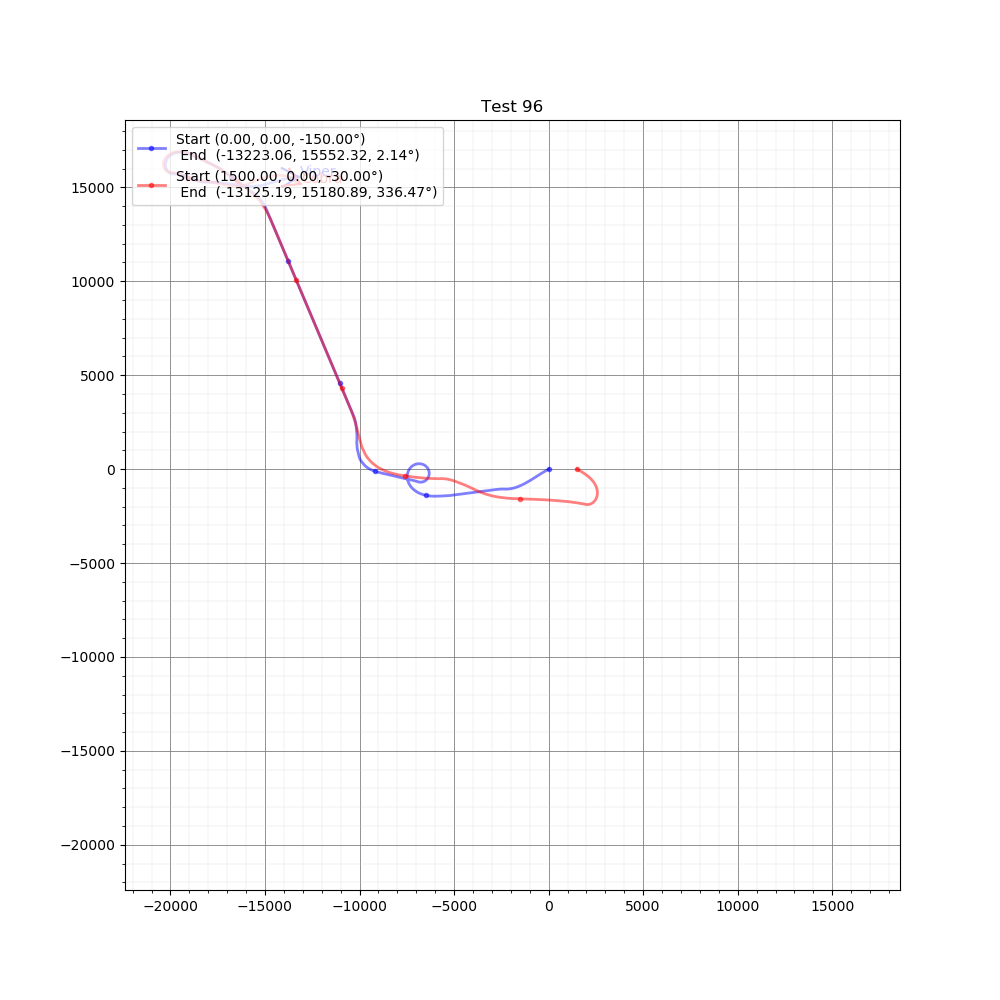 Test 96
Start (0.00, 0.00, -150.00°)
End  (-13223.06, 15552.32, 2.14°)
Start (1500.00, 0.00, -30.00°)
End  (-13125.19, 15180.89, 336.47°)
15000
10000
5000
0
−5000
−10000
−15000
−20000
−20000 −15000 −10000 −5000 0 5000 10000 15000